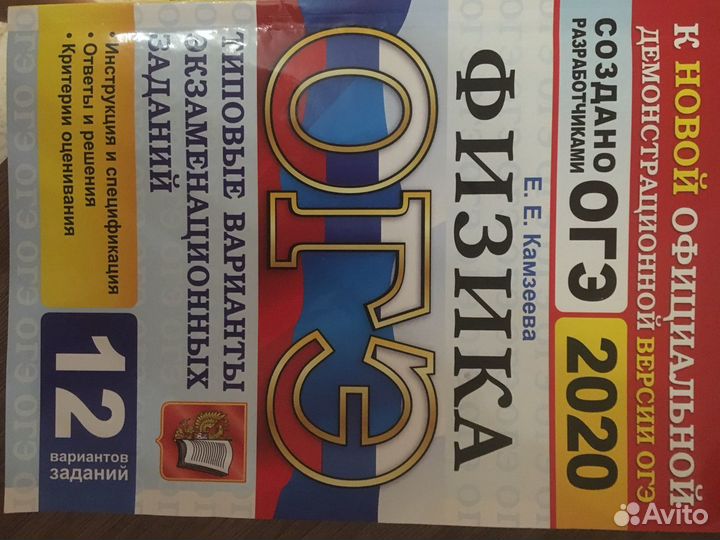 К НОВОЙ ОФИЦИАЛЬНОЙ
ДЕМОНСТРАЦИОННОЙ ВЕРСИИ ОГЭ
СОЗДАНО
РАЗРАБОТЧИКАМИ
ОГЭ
2020
Е. Е. Камзеева
ФИЗИКА
ОГЭ
ТИПОВЫЕ ВАРИАНТЫ
ЭКЗАМЕНАЦИОННЫХ
ЗАДАНИЙ
• Инструкция и спецификация
• Ответы и решения
• Критерии оценивания
12
вариантов
заданий
Avito